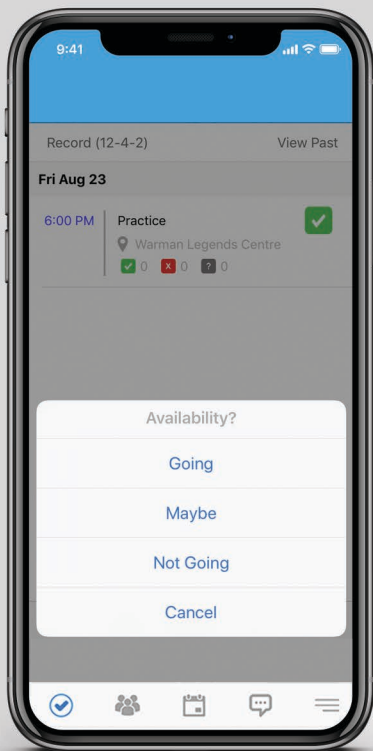 9:41
Record (12-4-2) View Past
Fri Aug 23
6:00 PM Practice
Warman Legends Centre
0 x 0 ? 0
Availability?
Going
Maybe
Not Going
Cancel